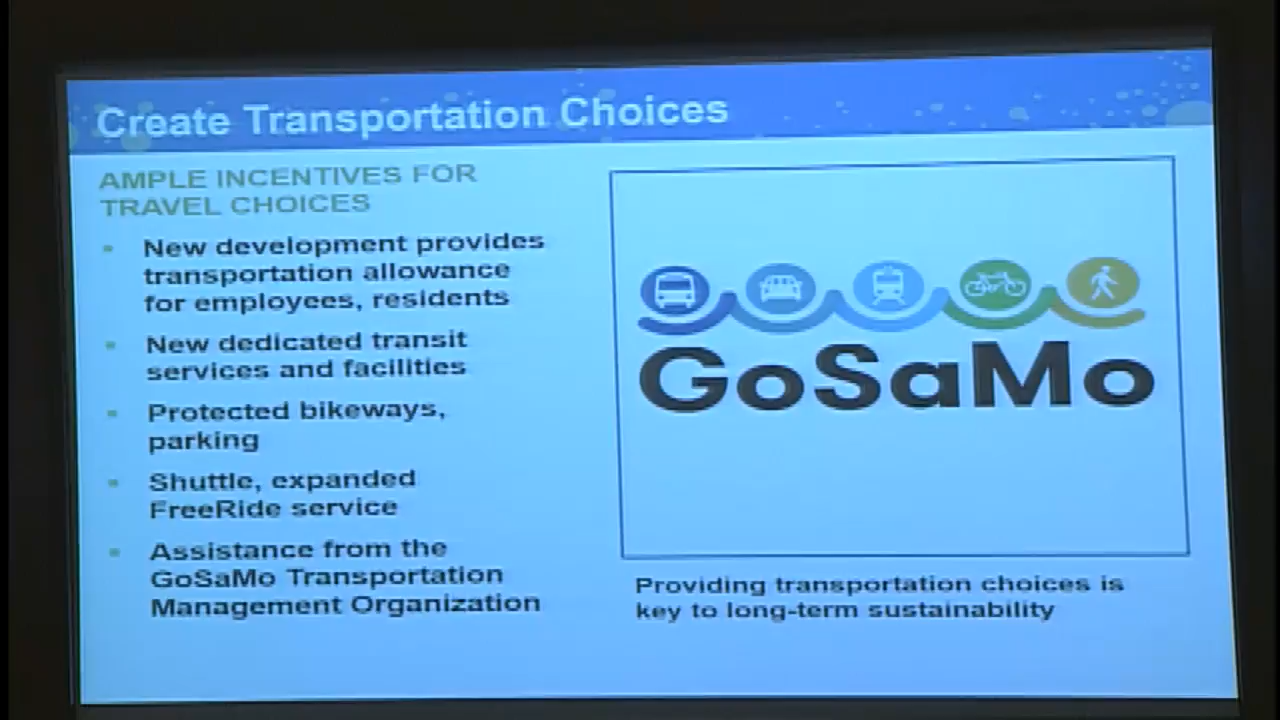 Create Transportation Choices
AMPLE INCENTIVES FOR
TRAVEL CHOICES
New development provides
transportation allowance
for employees, residents
New dedicated transit
services and facilities
Protected bikeways,
parking
Shuttle, expanded
FreeRide service
Assistance from the
GoSaMo Transportation
Management Organization
GoSaMo
Providing transportation choices is
key to long-term sustainability